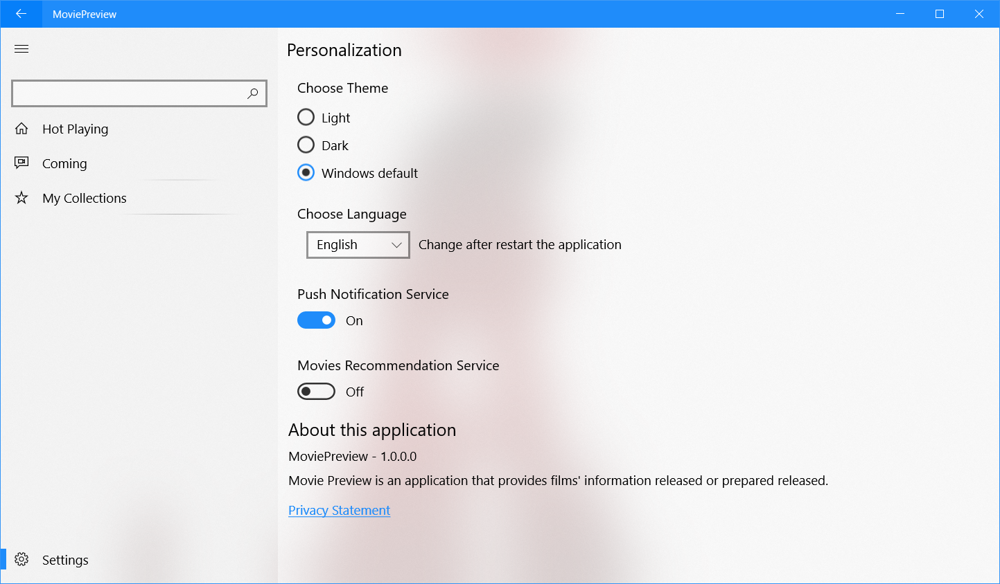 MoviePreview
Hot Playing
Coming
My Collections
Settings
Personalization
Choose Theme
Light
Dark
Windows default
Choose Language
English
Change after restart the application
Push Notification Service
On
Movies Recommendation Service
Off
About this application
MoviePreview - 1.0.0.0
Movie Preview is an application that provides films' information released or prepared released.
Privacy Statement